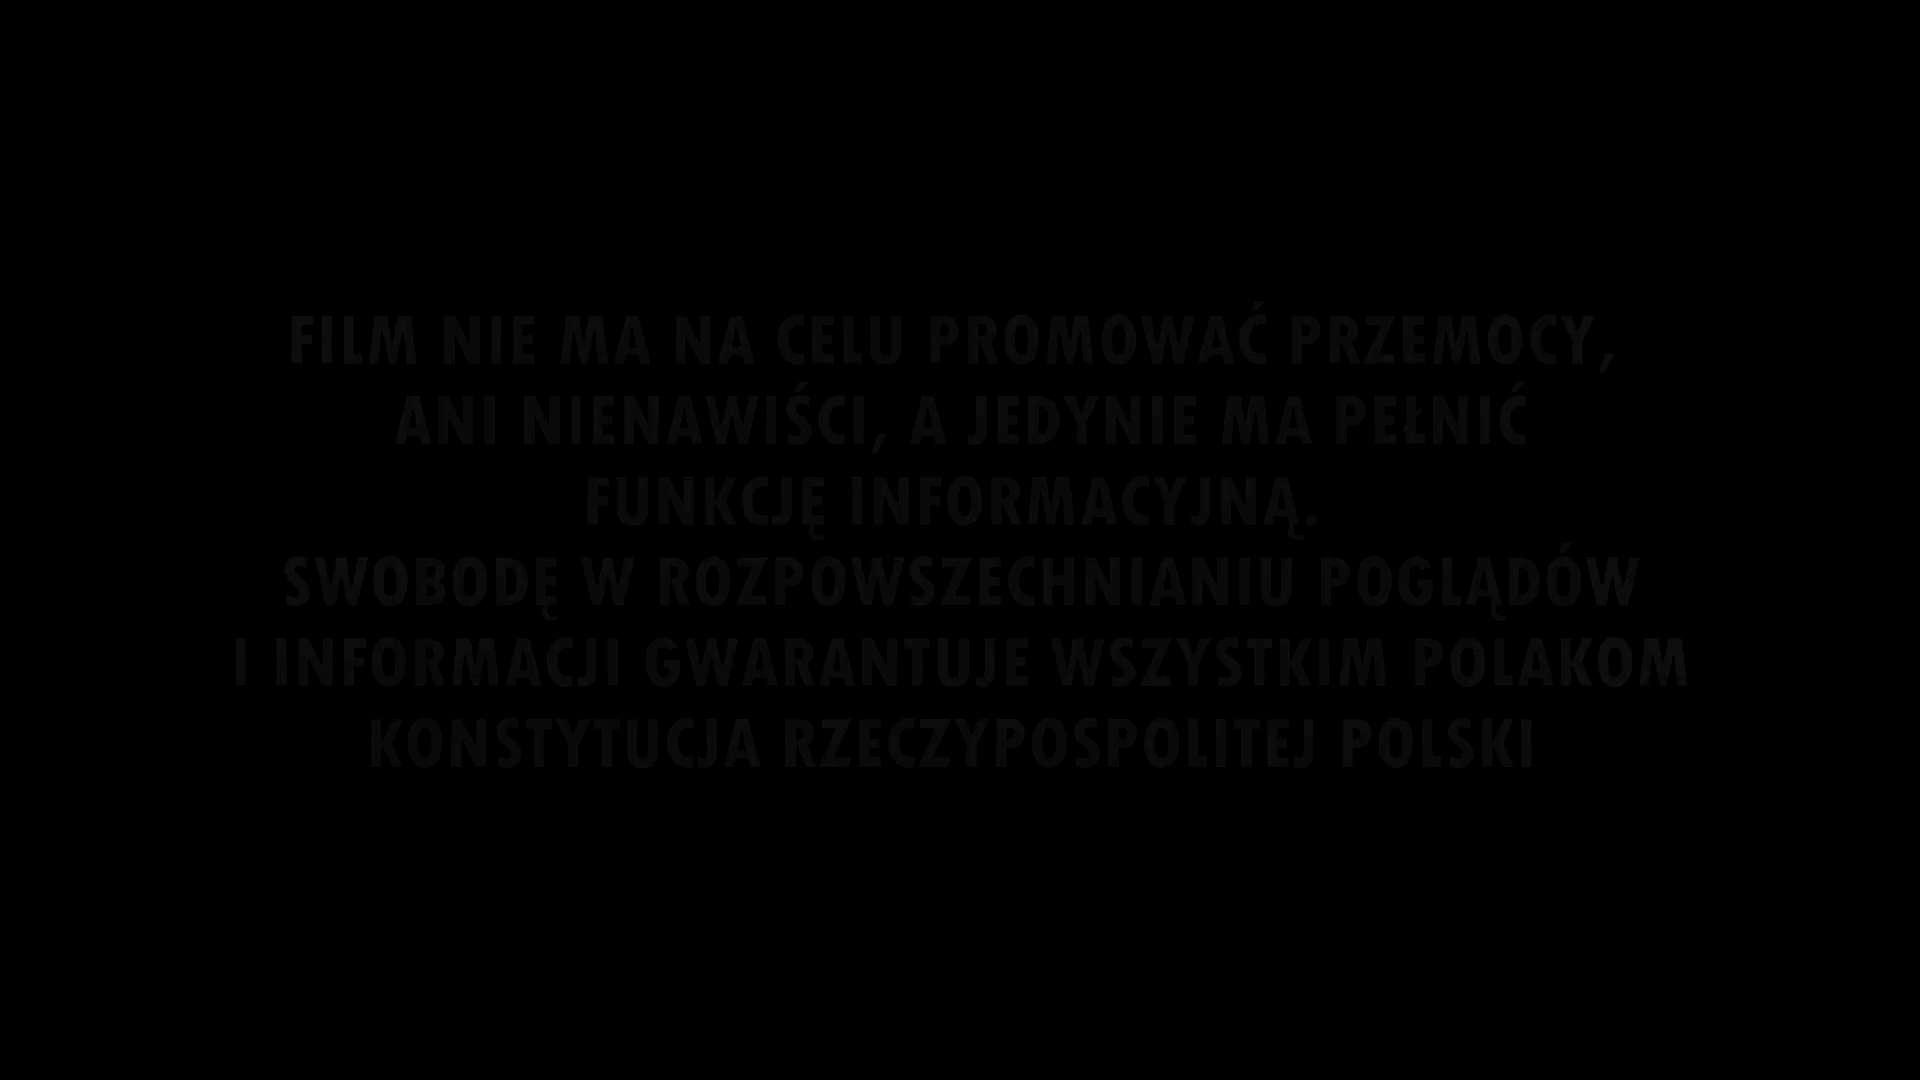 FILM NIE MA NA CELU PROMOWAĆ PRZEMOCY,
ANI NIENAWIŚCI, A JEDYNIE MA PEŁNIĆ
FUNKCJĘ INFORMACYJNĄ.
SWOBODĘ W ROZPOWSZECHNIANIU POGLĄDÓW
I INFORMACJI GWARANTUJE WSZYSTKIM POLAKOM
KONSTYTUCJA RZECZYPOSPOLITEJ POLSKI